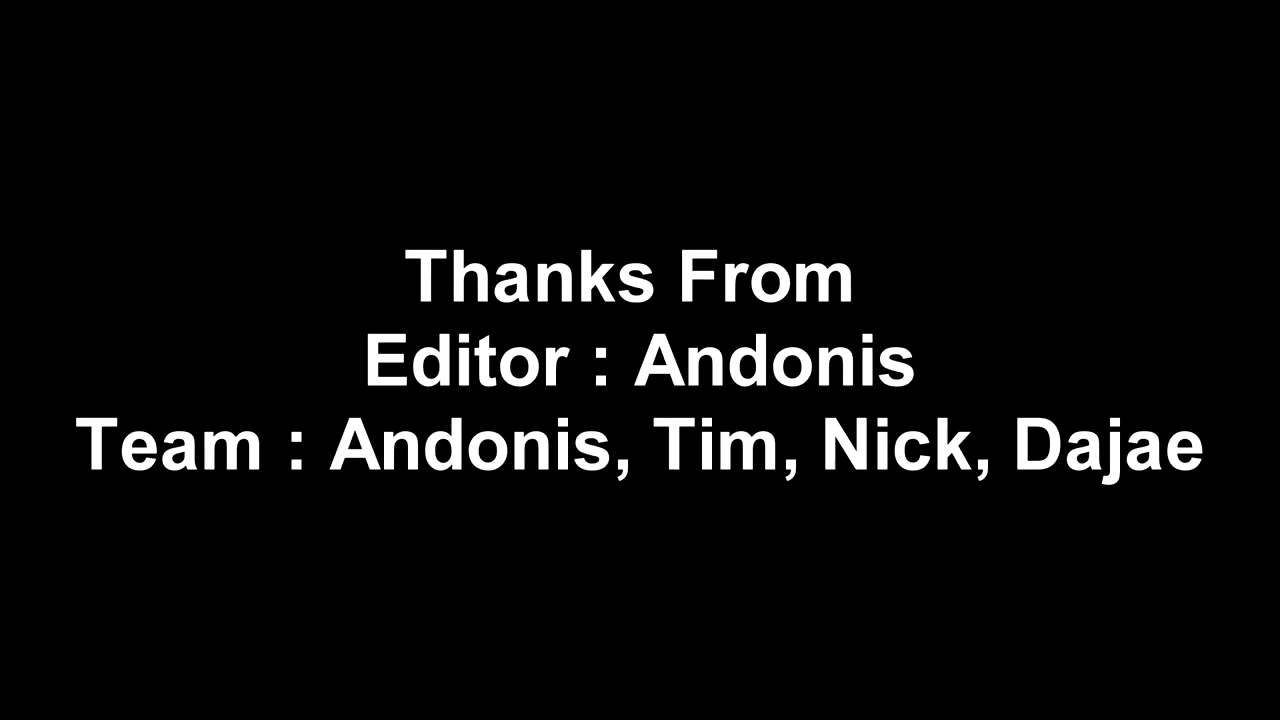 Thanks From
Editor : Andonis
Team : Andonis, Tim, Nick, Dajae